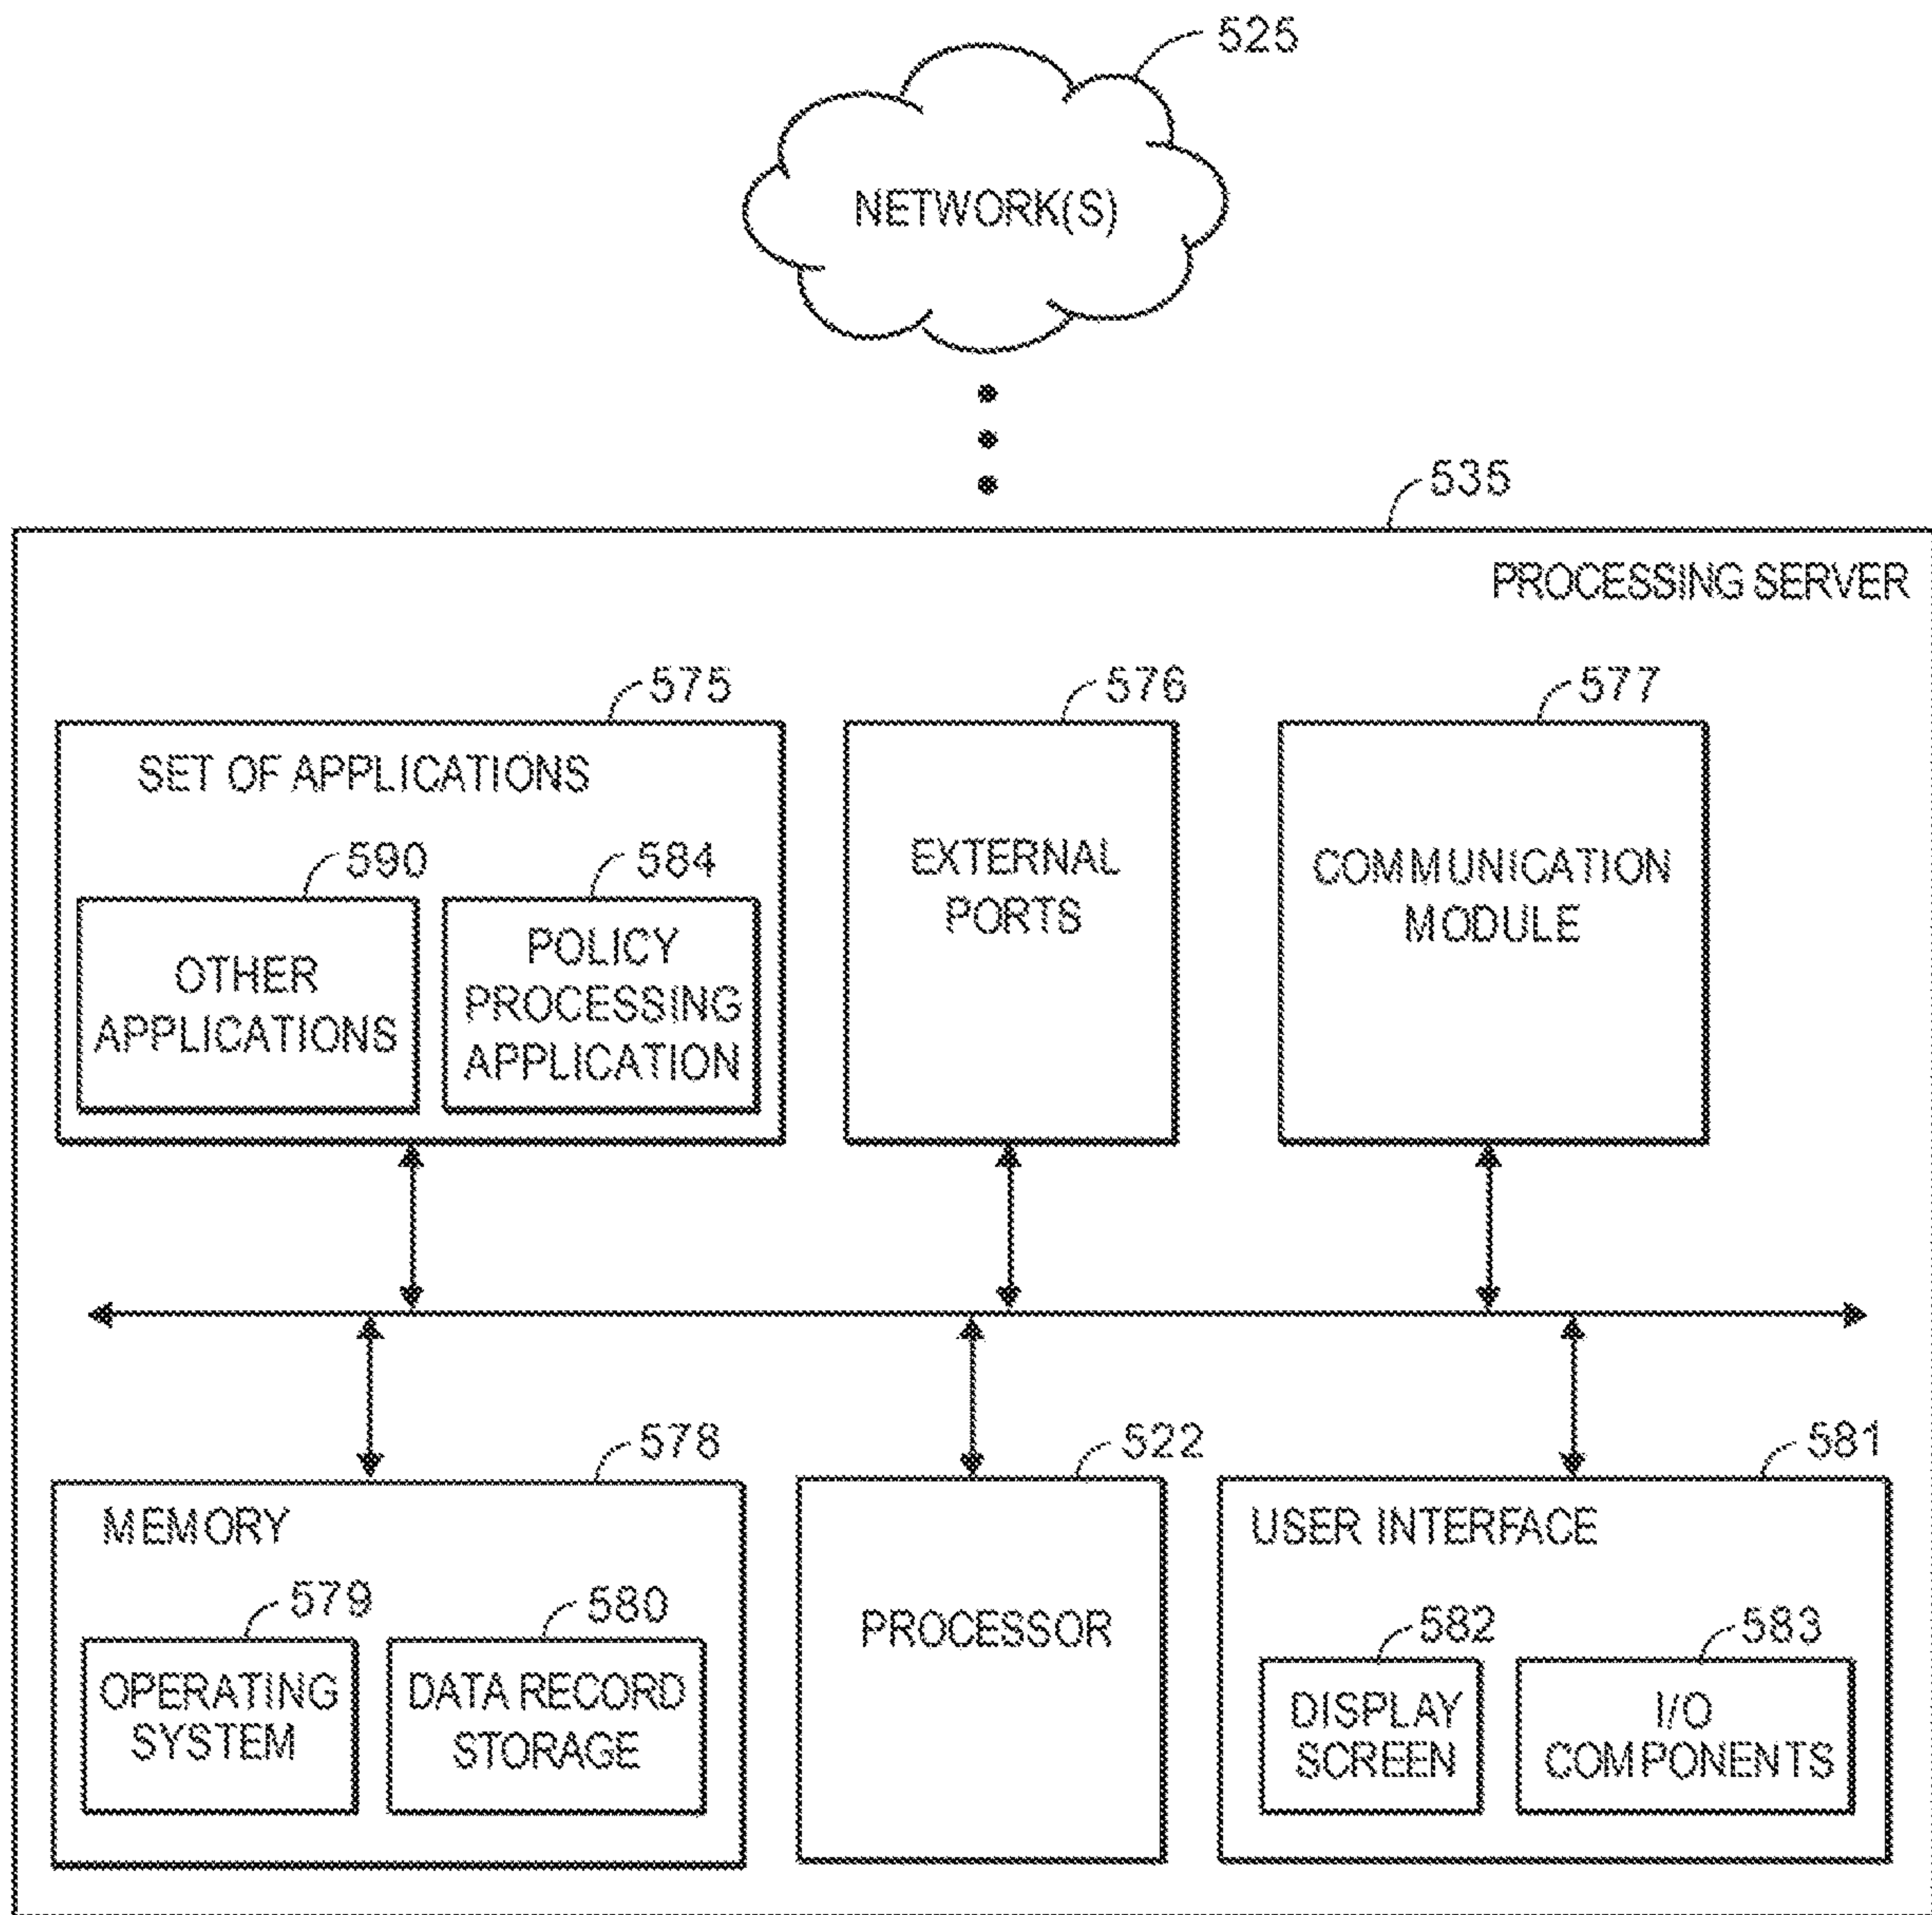 525
NETWORK(S)
535
PROCESSING SERVER
575
576
577
SET OF APPLICATIONS
590
584
OTHER
APPLICATIONS
POLICY
PROCESSING
APPLICATION
EXTERNAL
PORTS
COMMUNICATION
MODULE
578
522
581
MEMORY
579
580
OPERATING
SYSTEM
DATA RECORD
STORAGE
PROCESSOR
USER INTERFACE
582
583
DISPLAY
SCREEN
I/O
COMPONENTS